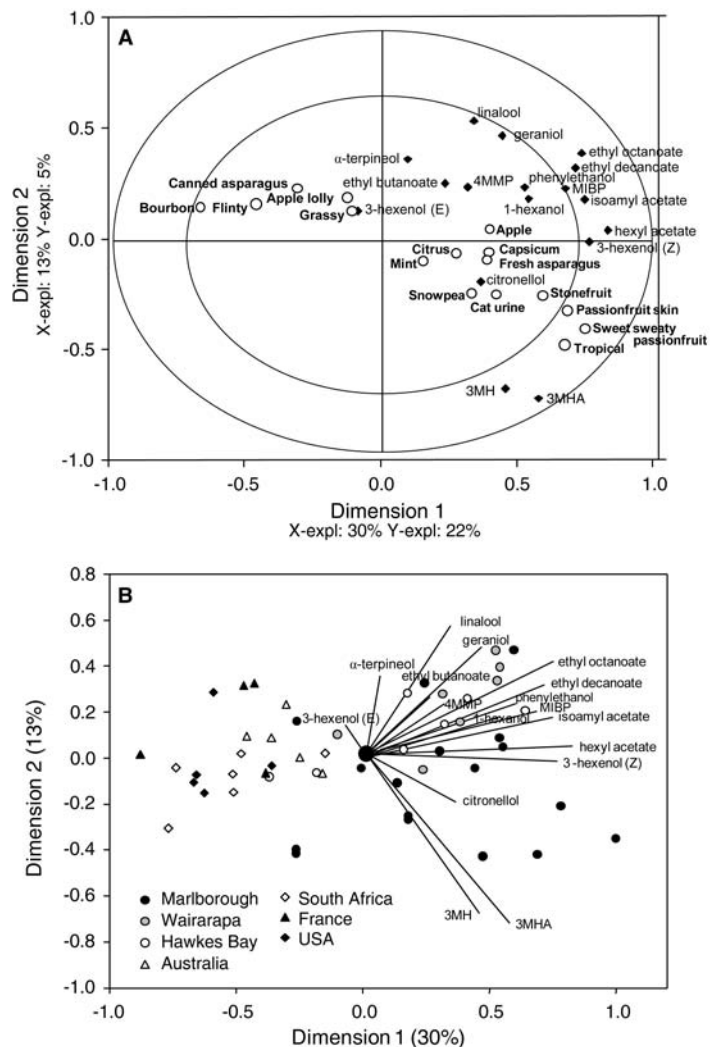 A
1.0
0.5
0.0
-0.5
-1.0
Dimension 2
X-expl: 13% Y-expl: 5%
linalool
geraniol
ethyl octanoate
α-terpineol
ethyl decanoate
Canned asparagus
ethyl butanoate
4MMP
phenylethanol
MIBP
Bourbon
Flinty
Apple lolly
1-hexanol
isoamyl acetate
Grassy
3-hexenol (E)
hexyl acetate
Apple
3-hexenol (Z)
Citrus
Capsicum
Mint
Fresh asparagus
citronellol
Snowpea
Cat urine
Stonefruit
Passionfruit skin
Sweet sweaty
passionfruit
Tropical
3MH
3MHA
-1.0 -0.5 0.0 0.5 1.0
Dimension 1
X-expl: 30% Y-expl: 22%
B
0.8
0.6
0.4
0.2
0.0
-0.2
-0.4
-0.6
-0.8
-1.0
Dimension 2 (13%)
linalool
geraniol
α-terpineol
ethyl butanoate
ethyl octanoate
ethyl decanoate
phenylethanol
4MMP
MIBP
3-hexenol (E)
1-hexanol
isoamyl acetate
hexyl acetate
3 -hexenol (Z)
citronellol
3MH
3MHA
Marlborough
Wairarapa
Hawkes Bay
Australia
South Africa
France
USA
-1.0 -0.5 0.0 0.5 1.0
Dimension 1 (30%)